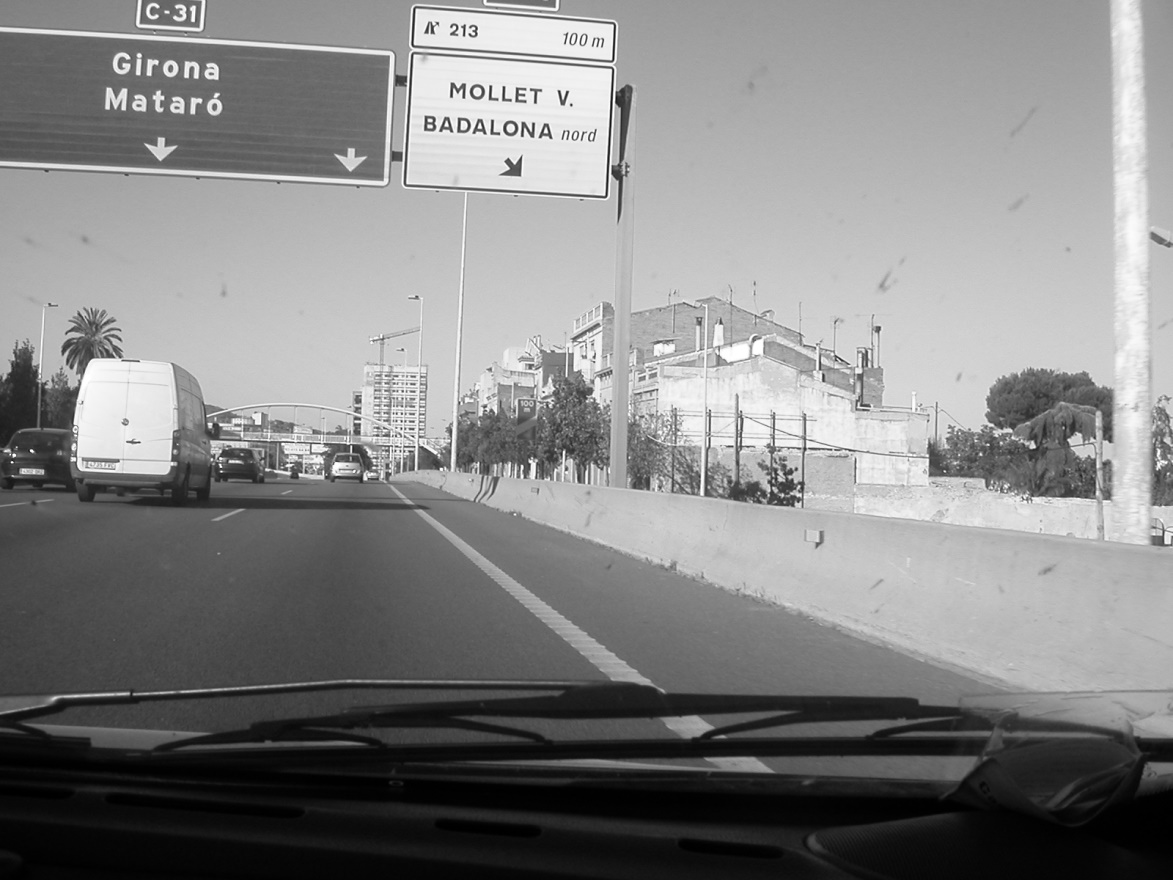 C-31
Girona
Mataró
213 100 m
MOLLET V.
BADALONA nord
100 m